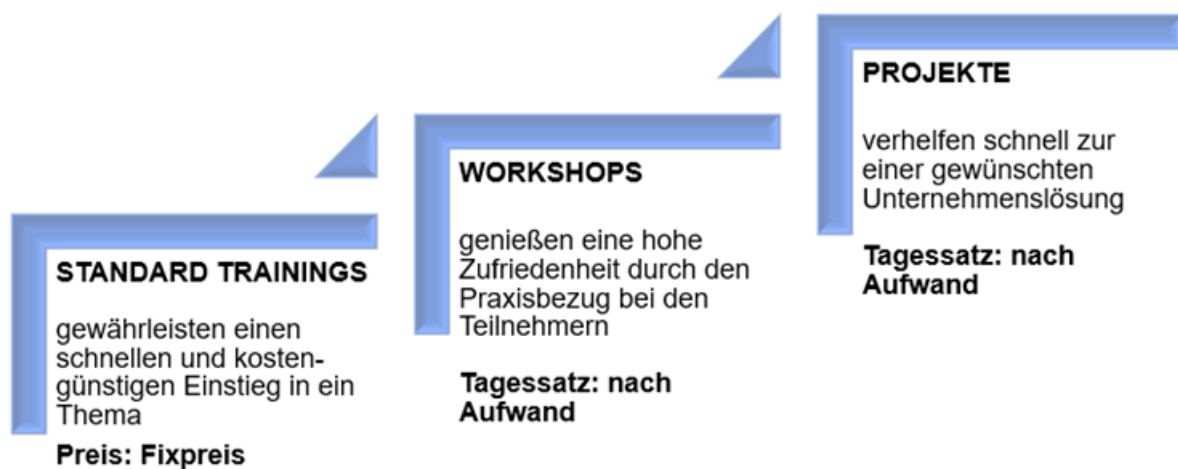 STANDARD TRAININGS
gewährleisten einen
schnellen und kosten-
günstigen Einstieg in ein
Thema
Preis: Fixpreis
WORKSHOPS
genießen eine hohe
Zufriedenheit durch den
Praxisbezug bei den
Teilnehmern
Tagessatz: nach
Aufwand
PROJEKTE
verhelfen schnell zur
einer gewünschten
Unternehmenslösung
Tagessatz: nach
Aufwand